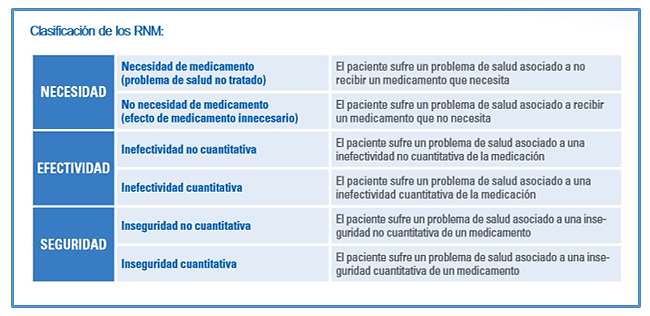 Clasificación de los RNM:
NECESIDAD
Necesidad de medicamento
(problema de salud no tratado)
El paciente sufre un problema de salud asociado a no
recibir un medicamento que necesita
No necesidad de medicamento
(efecto de medicamento innecesario)
El paciente sufre un problema de salud asociado a recibir
un medicamento que no necesita
EFECTIVIDAD
Inefectividad no cuantitativa
El paciente sufre un problema de salud asociado a una
inefectividad no cuantitativa de la medicación
Inefectividad cuantitativa
El paciente sufre un problema de salud asociado a una
inefectividad cuantitativa de la medicación
SEGURIDAD
Inseguridad no cuantitativa
El paciente sufre un problema de salud asociado a una inse-
guridad no cuantitativa de un medicamento
Inseguridad cuantitativa
El paciente sufre un problema de salud asociado a una inse-
guridad cuantitativa de un medicamento